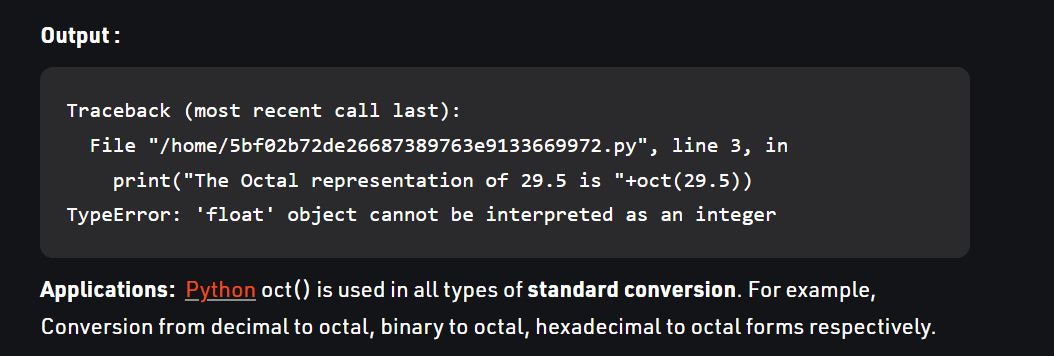 Output :
Traceback (most recent call last):
  File "/home/5bf02b72de26687389763e9133669972.py", line 3, in
    print("The Octal representation of 29.5 is "+oct(29.5))
TypeError: 'float' object cannot be interpreted as an integer
Applications: Python oct() is used in all types of standard conversion. For example,
Conversion from decimal to octal, binary to octal, hexadecimal to octal forms respectively.